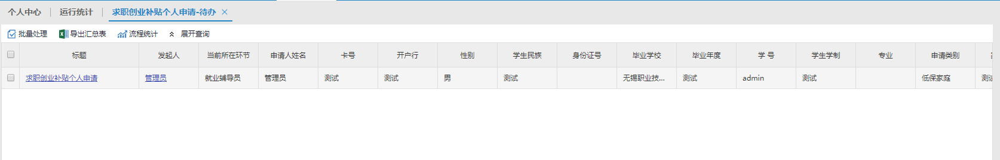 个人中心 运行统计 求职创业补贴个人申请-待办
批量处理 导出汇总表 流程统计 展开查询
标题 发起人 当前所在环节 申请人姓名 卡号 开户行 性别 学生民族 身份证号 毕业学校 毕业年度 学 号 学生学制 专业 申请类别
求职创业补贴个人申请 管理员 就业辅导员 管理员 测试 测试 男 测试 无锡职业技... 测试 admin 测试 低保家庭 测试